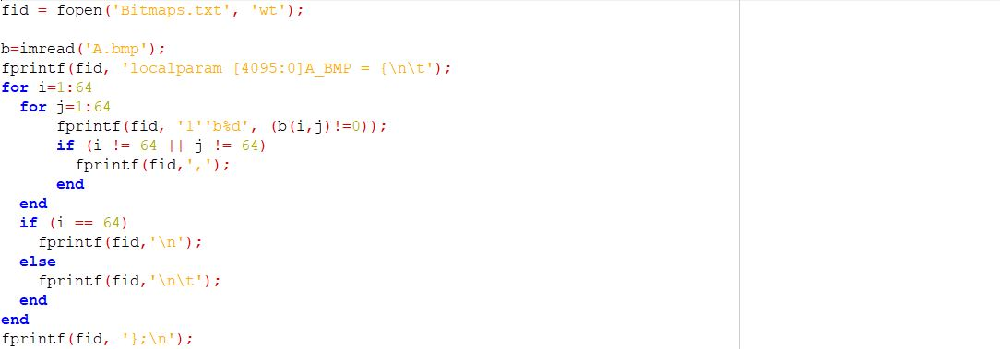 fid = fopen('Bitmaps.txt', 'wt');
b=imread('A.bmp');
fprintf(fid, 'localparam [4095:0]A_BMP = {\n\t');
for i=1:64
for j=1:64
fprintf(fid, '1''b%d', (b(i,j)!=0));
if (i != 64 || j != 64)
fprintf(fid,',');
end
end
if (i == 64)
fprintf(fid,'\n');
else
fprintf(fid,'\n\t');
end
end
fprintf(fid, '};\n');